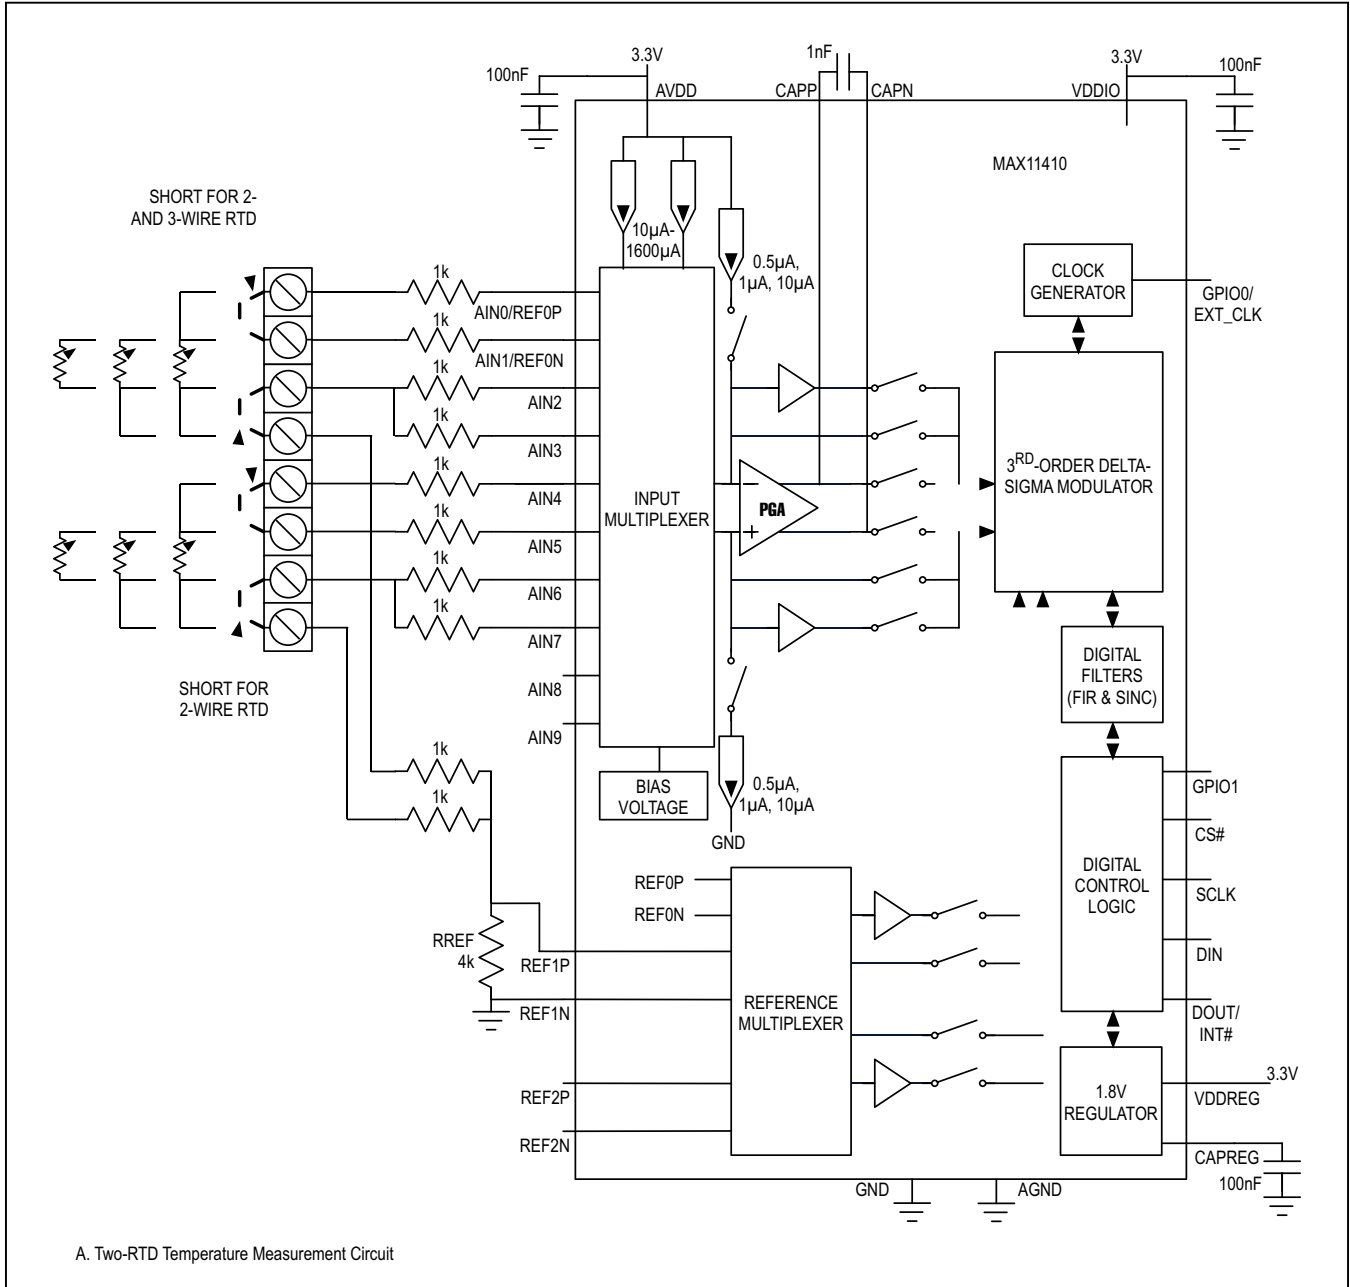 3.3V
1nF
3.3V
100nF
100nF
AVDD
CAPP
CAPN
VDDIO
MAX11410
SHORT FOR 2-
AND 3-WIRE RTD
10µA-
1600µA
0.5µA,
1µA, 10µA
CLOCK
GENERATOR
GPIO0/
EXT_CLK
1k
AIN0/REF0P
1k
AIN1/REF0N
1k
AIN2
1k
AIN3
1k
AIN4
1k
AIN5
1k
AIN6
1k
AIN7
AIN8
AIN9
INPUT
MULTIPLEXER
PGA
3RD-ORDER DELTA-
SIGMA MODULATOR
DIGITAL
FILTERS
(FIR & SINC)
SHORT FOR
2-WIRE RTD
1k
1k
BIAS
VOLTAGE
0.5µA,
1µA, 10µA
GND
GPIO1
CS#
SCLK
DIN
DOUT/
INT#
DIGITAL
CONTROL
LOGIC
REF0P
REF0N
RREF
4k
REF1P
REF1N
REFERENCE
MULTIPLEXER
REF2P
REF2N
1.8V
REGULATOR
3.3V
VDDREG
CAPREG
100nF
GND
AGND
A. Two-RTD Temperature Measurement Circuit